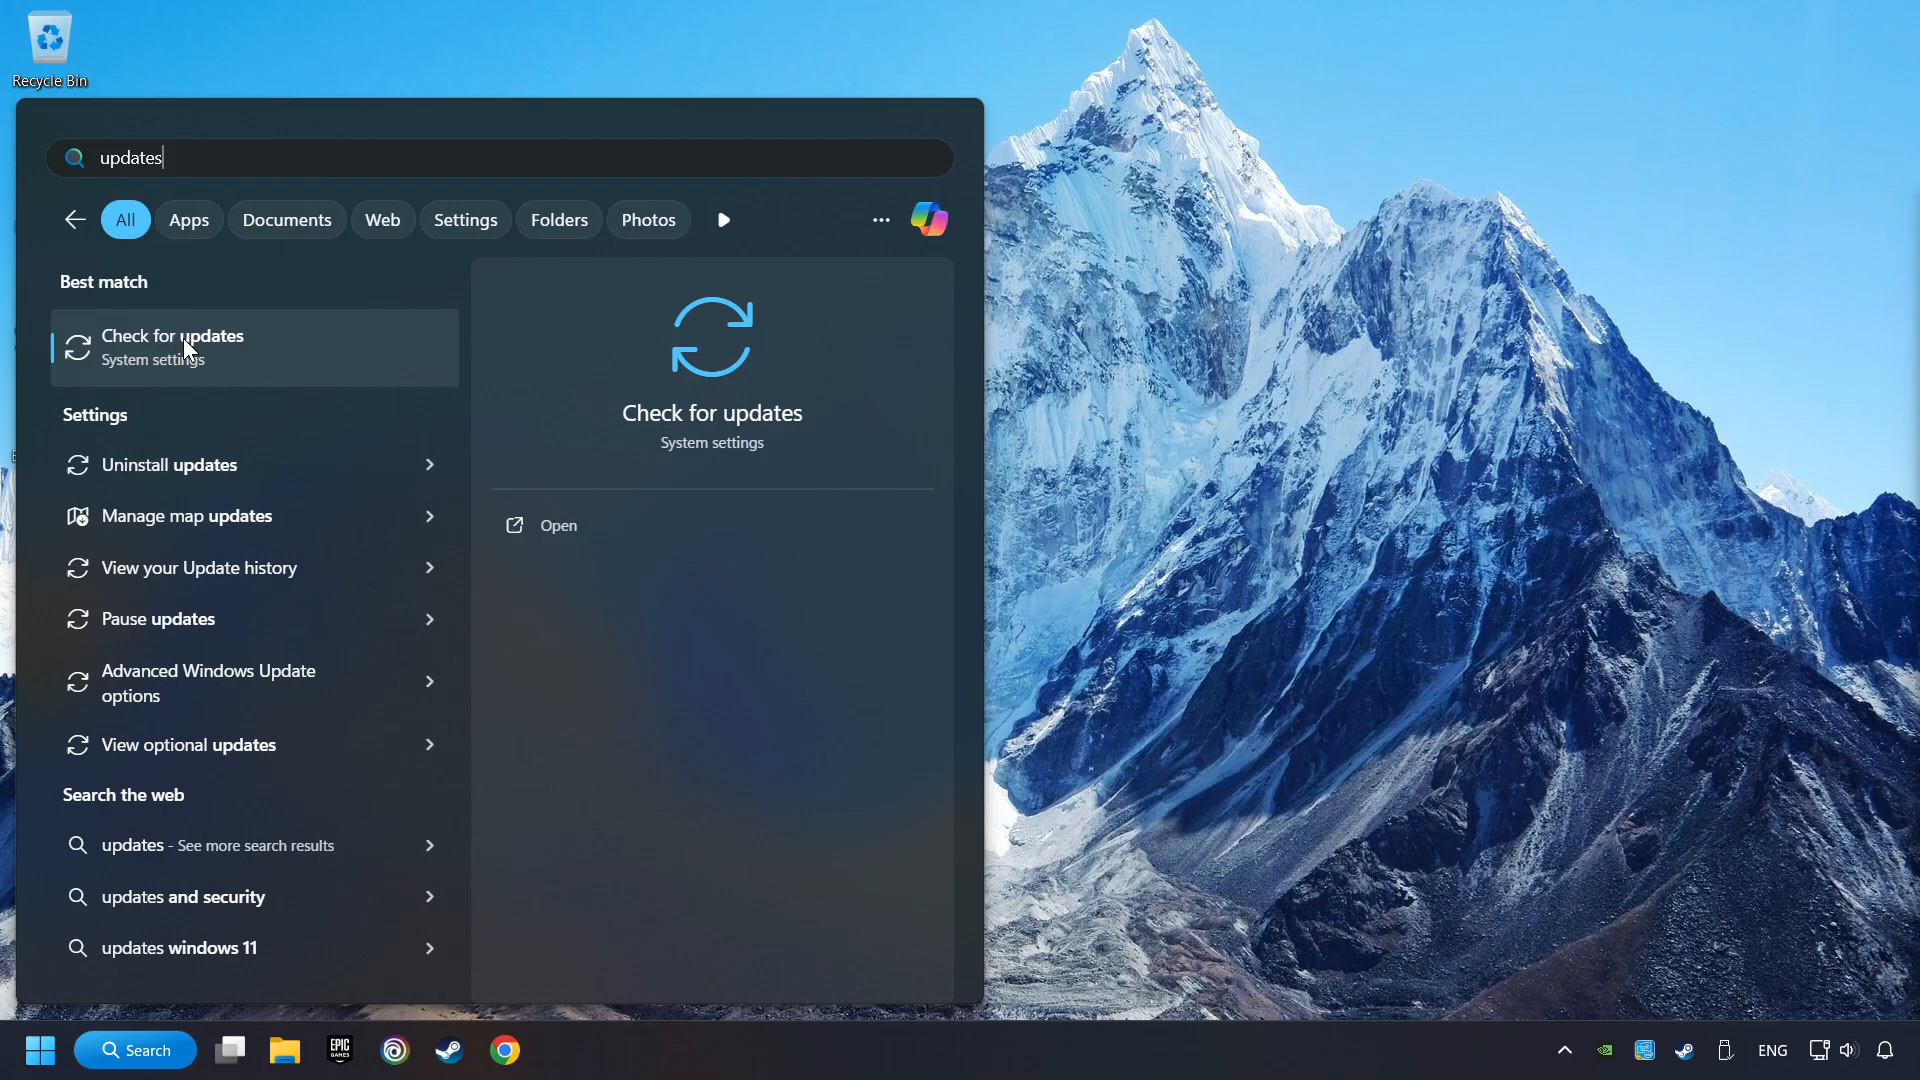 Recycle Bin
updates
All Apps Documents Web Settings Folders Photos
Best match
Check for updates
System settings
Settings
Uninstall updates
Manage map updates
View your Update history
Pause updates
Advanced Windows Update
options
View optional updates
Search the web
updates - See more search results
updates and security
updates windows 11
Check for updates
System settings
Open
Search
EPIC
GAMES
ENG